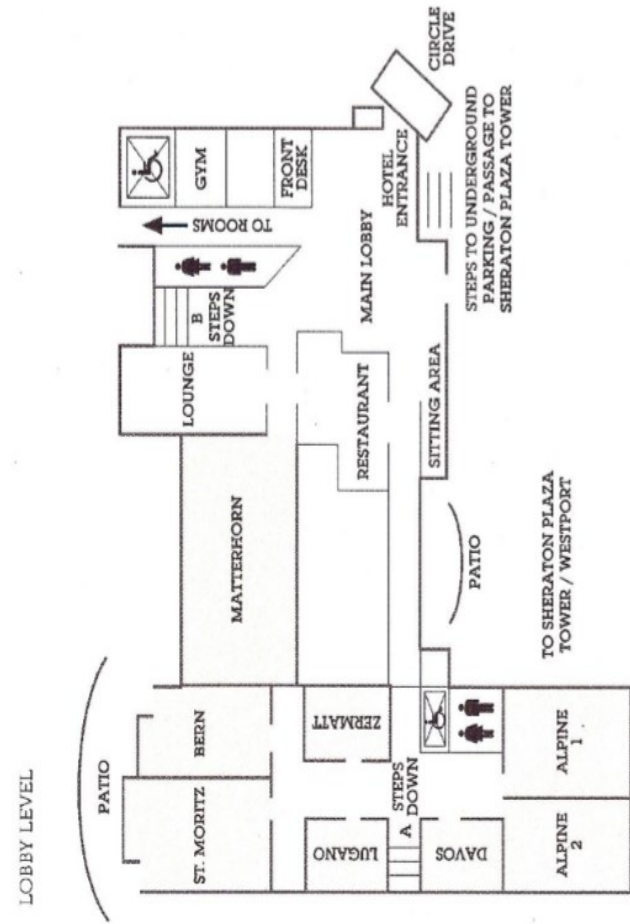 LOBBY LEVEL
PATIO
ST. MORITZ
BERN
MATTERHORN
LOUNGE
B
STEPS
DOWN
TO ROOMS
GYM
FRONT
DESK
LUGANO
ZERMATT
RESTAURANT
MAIN LOBBY
HOTEL
ENTRANCE
CIRCLE
DRIVE
A
STEPS
DOWN
DAVOS
SITTING AREA
PATIO
STEPS TO UNDERGROUND
PARKING / PASSAGE TO
SHERATON PLAZA TOWER
ALPINE
2
ALPINE
1
TO SHERATON PLAZA
TOWER / WESTPORT